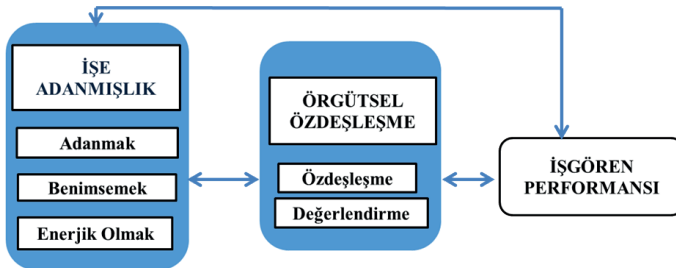 İŞE
ADANMIŞLIK
Adanmak
Benimsemek
Enerjik Olmak
ÖRGÜTSEL
ÖZDEŞLEŞME
Özdeşleşme
Değerlendirme
İŞGÖREN
PERFORMANSI